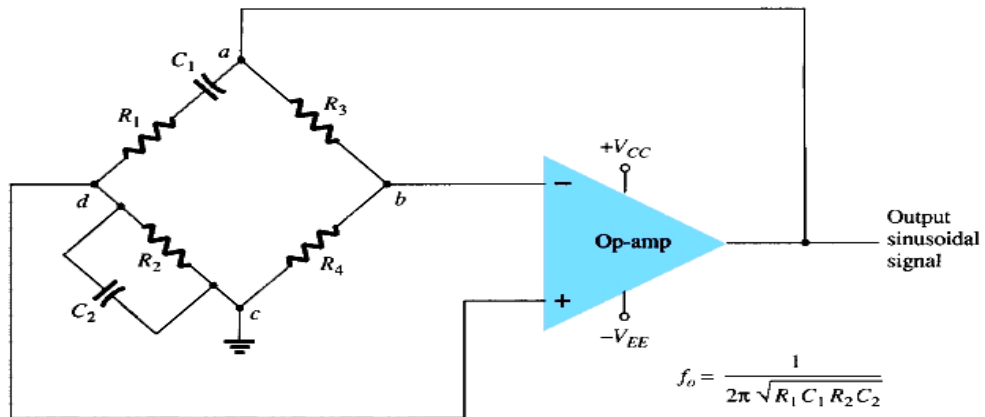 a
C1
R3
R1
+VCC
d
b
−
Op-amp
Output
sinusoidal
signal
R2
R4
C2
c
+
−VEE
fo = 1 / 2π √R1 C1 R2 C2